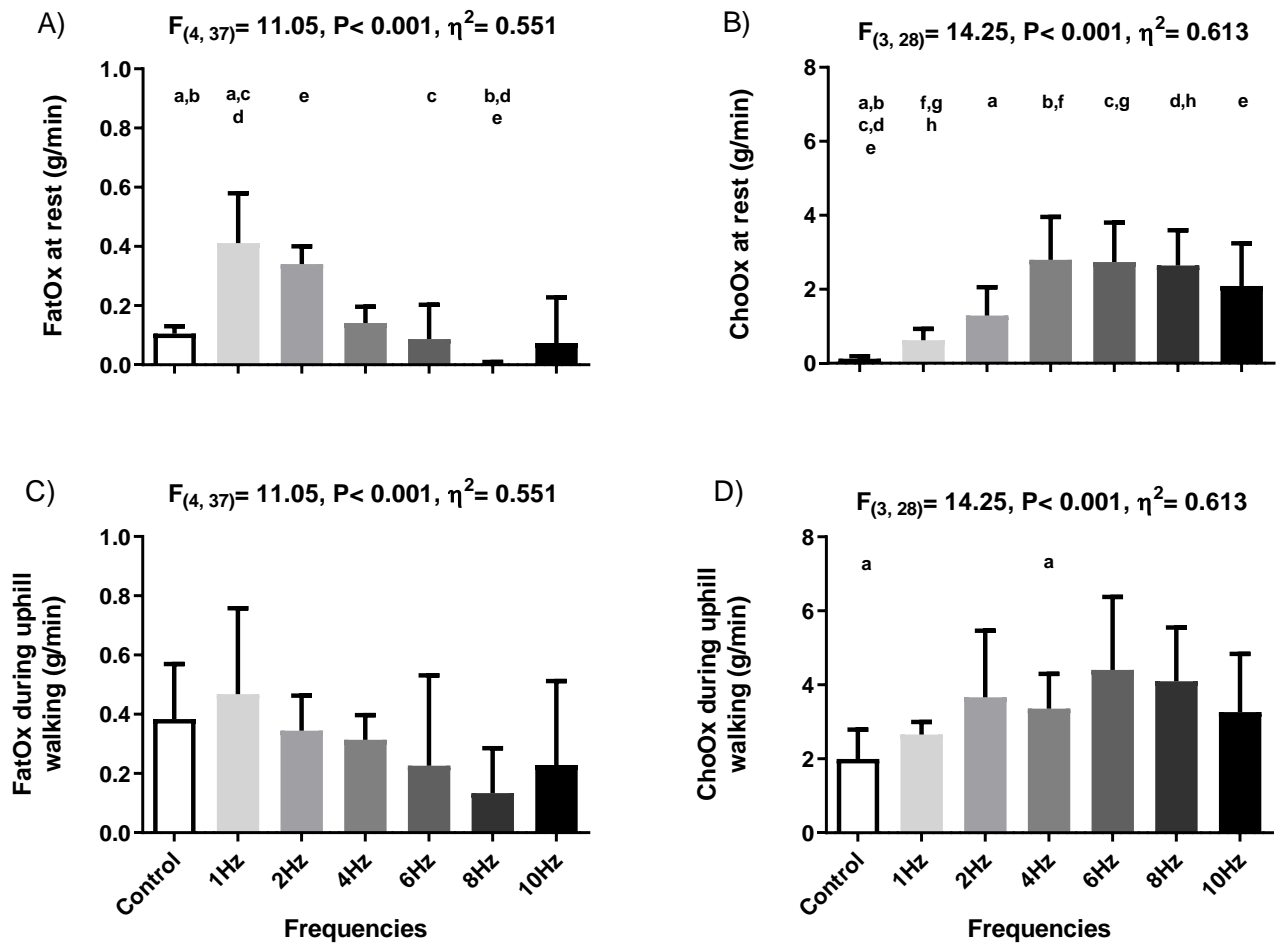 A)
F(4, 37)= 11.05, P< 0.001, η2= 0.551
FatOx at rest (g/min)
1.0
0.8
0.6
0.4
0.2
0.0
a,b
a,c
d
e
c
b,d
e
B)
F(3, 28)= 14.25, P< 0.001, η2= 0.613
ChoOx at rest (g/min)
8
6
4
2
0
a,b
c,d
e
f,g
h
a
b,f
c,g
d,h
e
C)
F(4, 37)= 11.05, P< 0.001, η2= 0.551
FatOx during uphill
walking (g/min)
1.0
0.8
0.6
0.4
0.2
0.0
Control
1Hz
2Hz
4Hz
6Hz
8Hz
10Hz
Frequencies
D)
F(3, 28)= 14.25, P< 0.001, η2= 0.613
ChoOx during uphill
walking (g/min)
8
6
4
2
0
a
a
Control
1Hz
2Hz
4Hz
6Hz
8Hz
10Hz
Frequencies